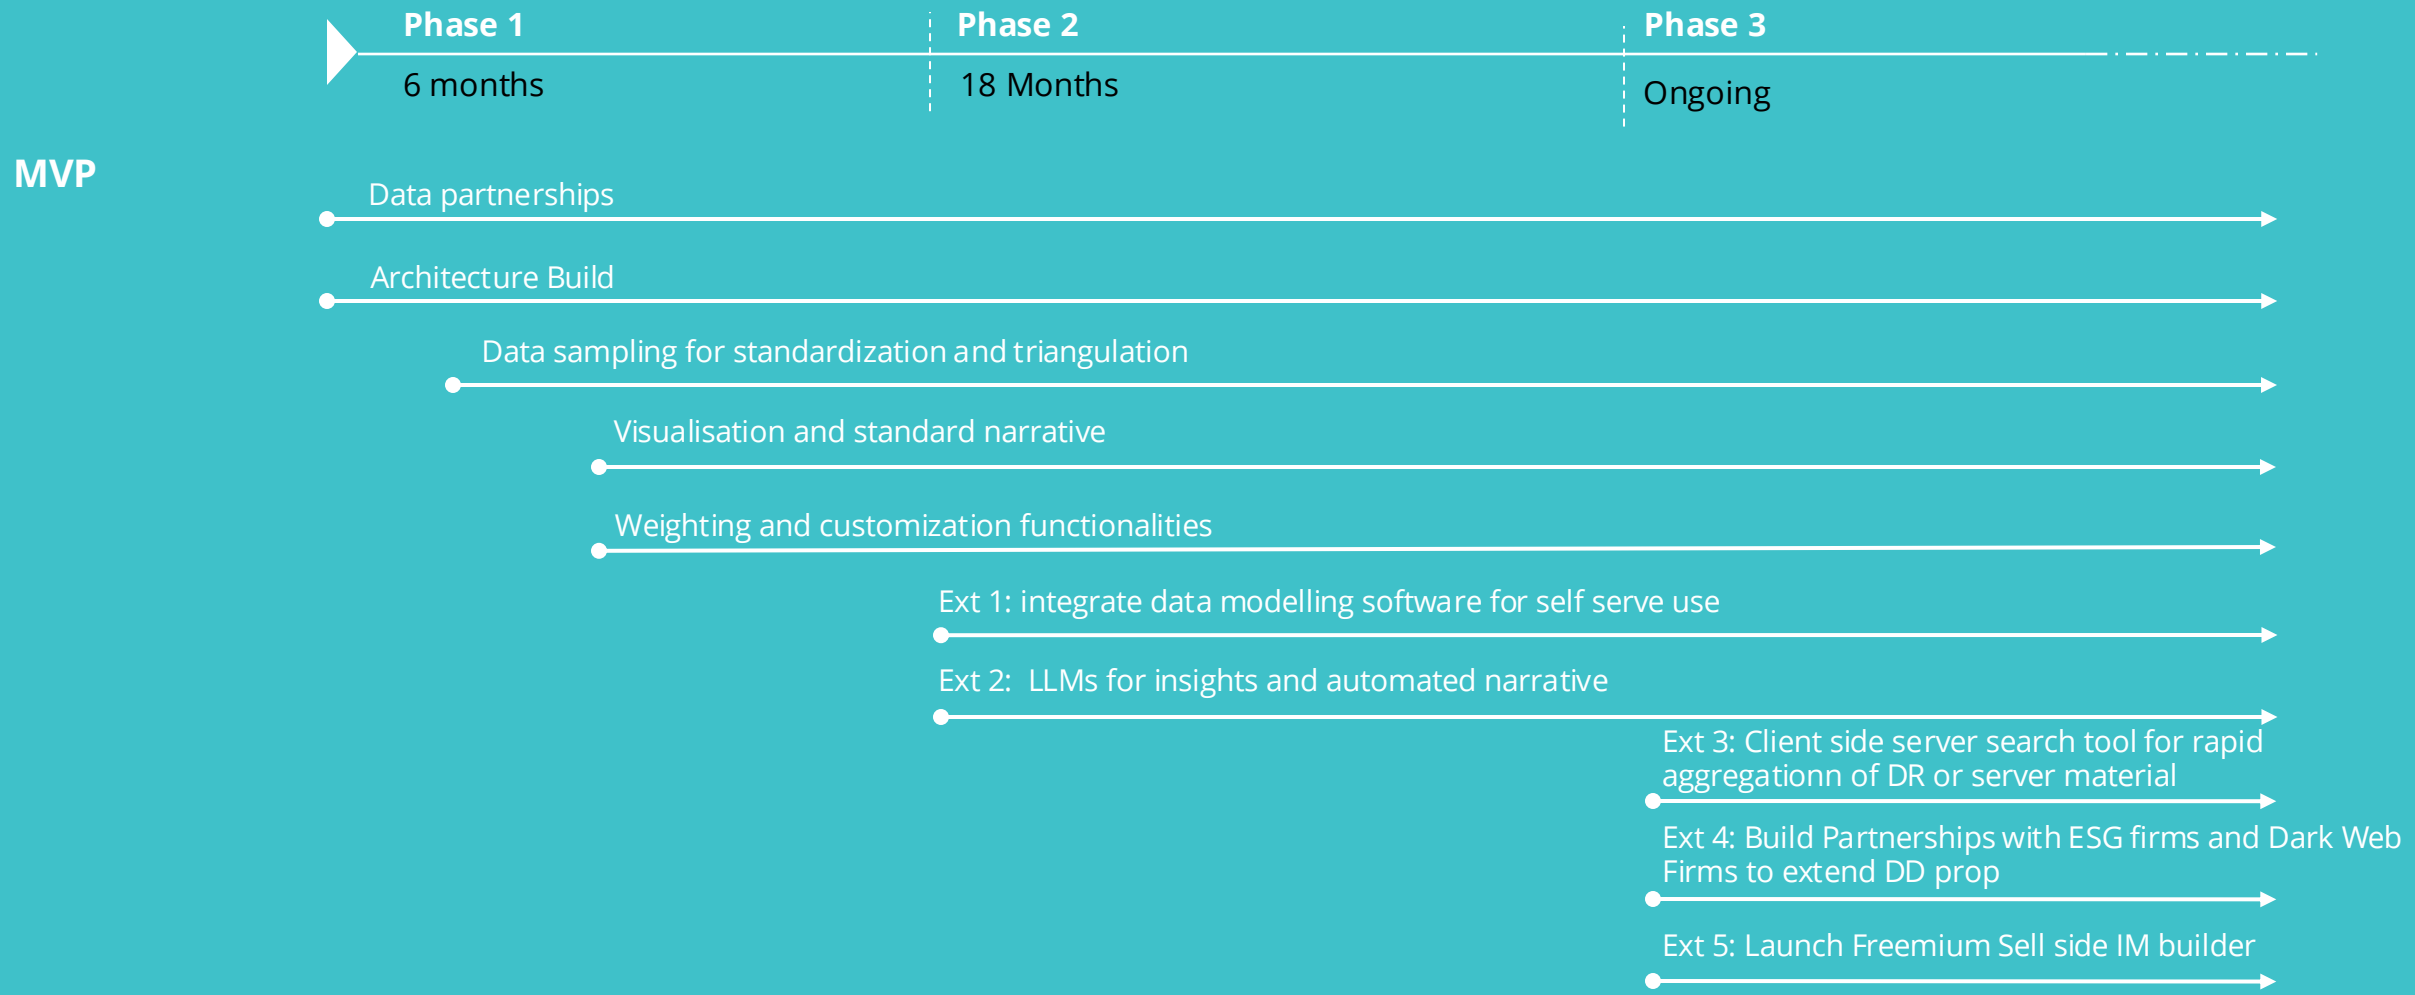 Phase 1
Phase 2
Phase 3
6 months
18 Months
Ongoing
MVP
Data partnerships
Architecture Build
Data sampling for standardization and triangulation
Visualisation and standard narrative
Weighting and customization functionalities
Ext 1: integrate data modelling software for self serve use
Ext 2: LLMs for insights and automated narrative
Ext 3: Client side server search tool for rapid
aggregationn of DR or server material
Ext 4: Build Partnerships with ESG firms and Dark Web
Firms to extend DD prop
Ext 5: Launch Freemium Sell side IM builder